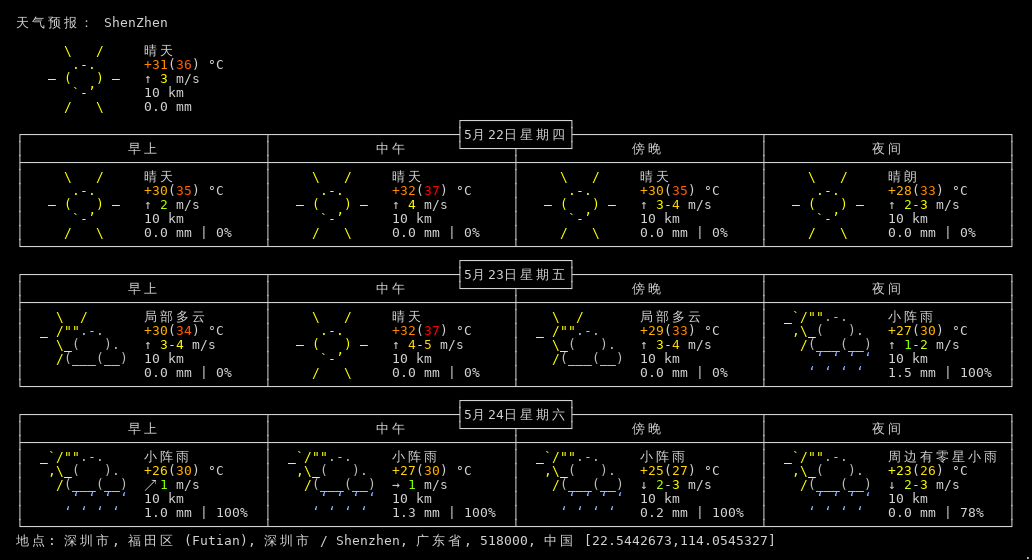 天气预报： ShenZhen
晴天
+31(36) °C
↑ 3 m/s
10 km
0.0 mm
5月22日星期四
早上 中午 傍晚 夜间
晴天 晴天 晴天 晴朗
+30(35) °C +32(37) °C +30(35) °C +28(33) °C
↑ 2 m/s ↑ 4 m/s ↑ 3-4 m/s ↑ 2-3 m/s
10 km 10 km 10 km 10 km
0.0 mm | 0% 0.0 mm | 0% 0.0 mm | 0% 0.0 mm | 0%
5月23日星期五
早上 中午 傍晚 夜间
局部多云 晴天 局部多云 小阵雨
+30(34) °C +32(37) °C +29(33) °C +27(30) °C
↑ 3-4 m/s ↑ 4-5 m/s ↑ 3-4 m/s ↑ 1-2 m/s
10 km 10 km 10 km 10 km
0.0 mm | 0% 0.0 mm | 0% 0.0 mm | 0% 1.5 mm | 100%
5月24日星期六
早上 中午 傍晚 夜间
小阵雨 小阵雨 小阵雨 周边有零星小雨
+26(30) °C +27(30) °C +25(27) °C +23(26) °C
↗ 1 m/s → 1 m/s ↓ 2-3 m/s ↓ 2-3 m/s
10 km 10 km 10 km 10 km
1.0 mm | 100% 1.3 mm | 100% 0.2 mm | 100% 0.0 mm | 78%
地点: 深圳市, 福田区 (Futian), 深圳市 / Shenzhen, 广东省, 518000, 中国 [22.5442673,114.0545327]